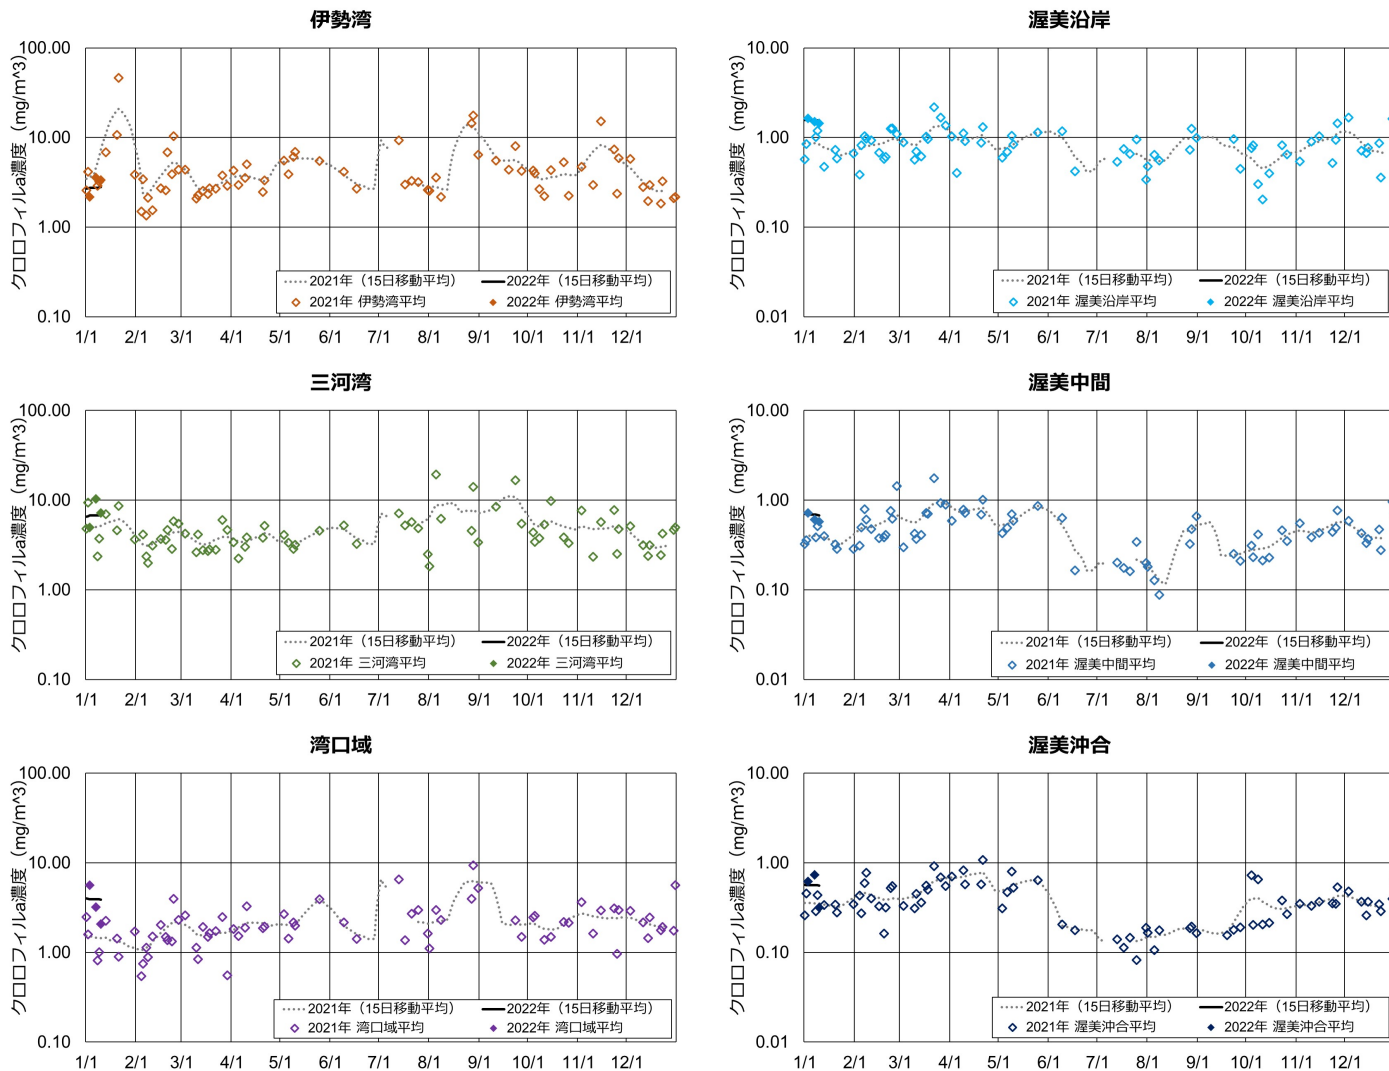 伊勢湾
クロロフィルa濃度（mg/m^3)
100.00
10.00
1.00
0.10
1/1 2/1 3/1 4/1 5/1 6/1 7/1 8/1 9/1 10/1 11/1 12/1
2021年（15日移動平均） 2022年（15日移動平均）
2021年 伊勢湾平均 2022年 伊勢湾平均
渥美沿岸
クロロフィルa濃度（mg/m^3)
10.00
1.00
0.10
0.01
1/1 2/1 3/1 4/1 5/1 6/1 7/1 8/1 9/1 10/1 11/1 12/1
2021年（15日移動平均） 2022年（15日移動平均）
2021年 渥美沿岸平均 2022年 渥美沿岸平均
三河湾
クロロフィルa濃度（mg/m^3)
100.00
10.00
1.00
0.10
1/1 2/1 3/1 4/1 5/1 6/1 7/1 8/1 9/1 10/1 11/1 12/1
2021年（15日移動平均） 2022年（15日移動平均）
2021年 三河湾平均 2022年 三河湾平均
渥美中間
クロロフィルa濃度（mg/m^3)
10.00
1.00
0.10
0.01
1/1 2/1 3/1 4/1 5/1 6/1 7/1 8/1 9/1 10/1 11/1 12/1
2021年（15日移動平均） 2022年（15日移動平均）
2021年 渥美中間平均 2022年 渥美中間平均
湾口域
クロロフィルa濃度（mg/m^3)
100.00
10.00
1.00
0.10
1/1 2/1 3/1 4/1 5/1 6/1 7/1 8/1 9/1 10/1 11/1 12/1
2021年（15日移動平均） 2022年（15日移動平均）
2021年 湾口域平均 2022年 湾口域平均
渥美沖合
クロロフィルa濃度（mg/m^3)
10.00
1.00
0.10
0.01
1/1 2/1 3/1 4/1 5/1 6/1 7/1 8/1 9/1 10/1 11/1 12/1
2021年（15日移動平均） 2022年（15日移動平均）
2021年 渥美沖合平均 2022年 渥美沖合平均